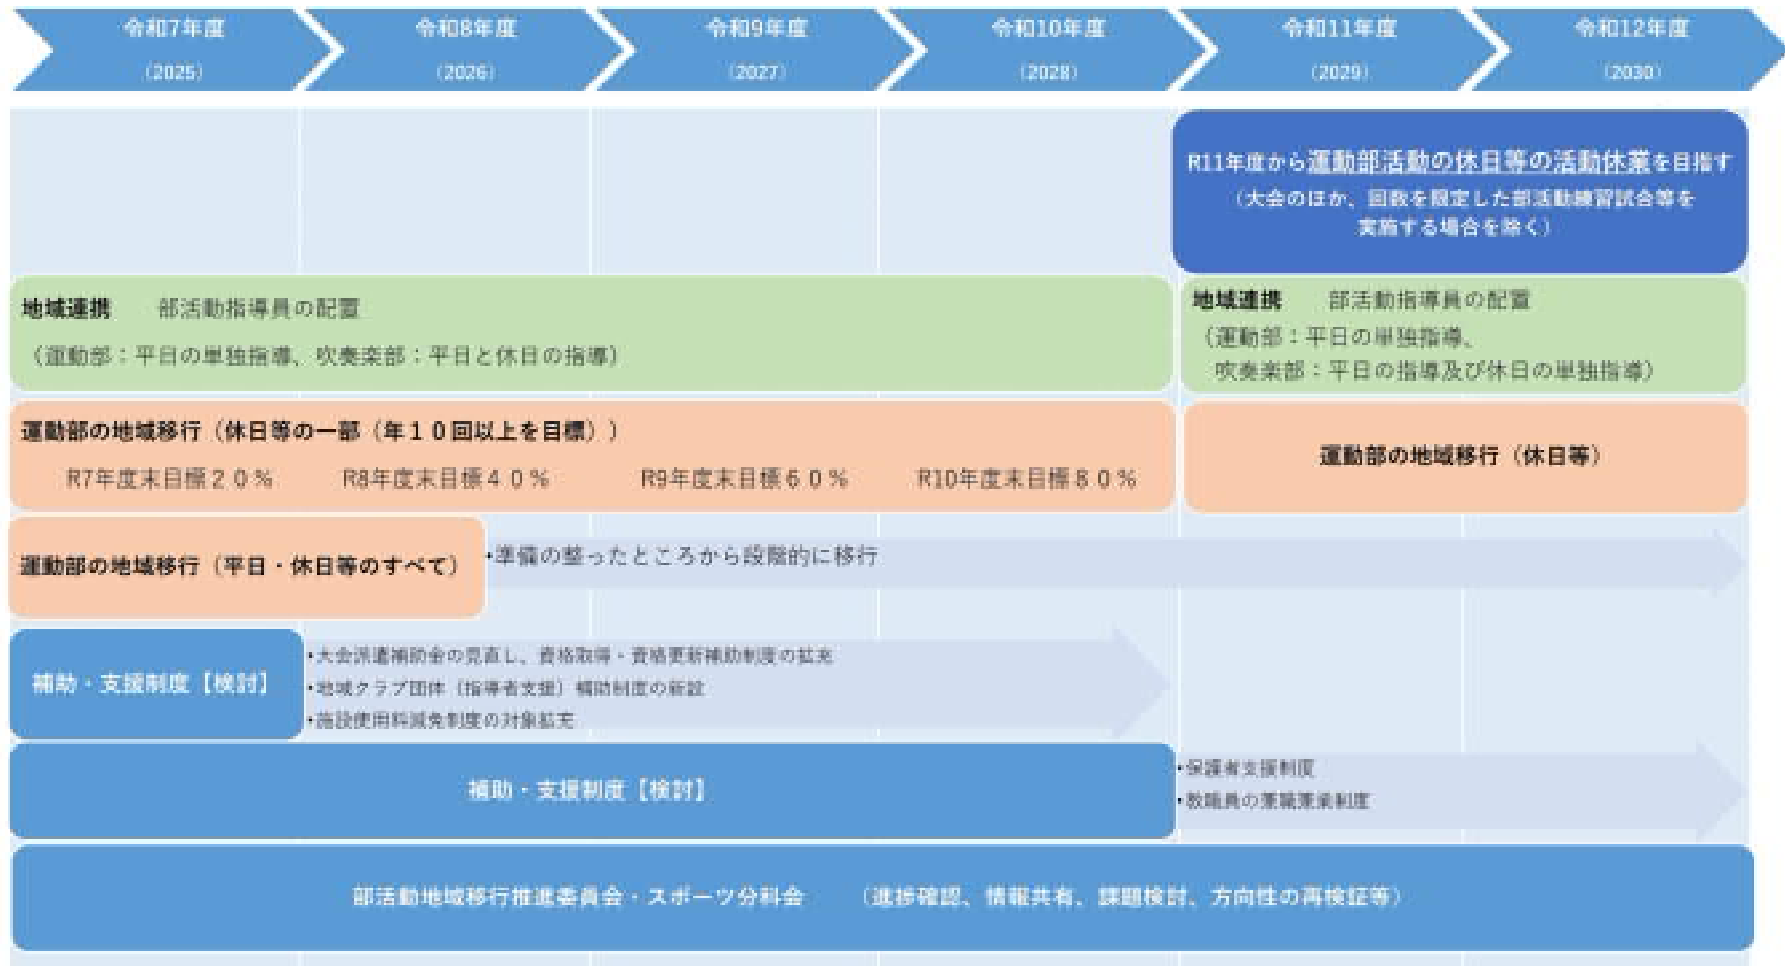 令和7年度
（2025）
令和8年度
（2026）
令和9年度
（2027）
令和10年度
（2028）
令和11年度
（2029）
令和12年度
（2030）
R11年度から運動部活動の休日等の活動休業を目指す
（大会のほか、回数を限定した部活動練習試合等を
実施する場合を除く）
地域連携　　部活動指導員の配置
（運動部：平日の単独指導、吹奏楽部：平日と休日の指導）
地域連携　　部活動指導員の配置
（運動部：平日の単独指導、
吹奏楽部：平日の指導及び休日の単独指導）
運動部の地域移行（休日等の一部（年１０回以上を目標））
R7年度末目標２０％
R8年度末目標４０％
R9年度末目標６０％
R10年度末目標８０％
運動部の地域移行（休日等）
運動部の地域移行（平日・休日等のすべて）
•準備の整ったところから段階的に移行
補助・支援制度【検討】
•大会派遣補助金の見直し、資格取得・資格更新補助制度の拡充
•地域クラブ団体（指導者支援）補助制度の新設
•施設使用料減免制度の対象拡充
補助・支援制度【検討】
•保護者支援制度
•教職員の兼職兼業制度
部活動地域移行推進委員会・スポーツ分科会　　（進捗確認、情報共有、課題検討、方向性の再検証等）